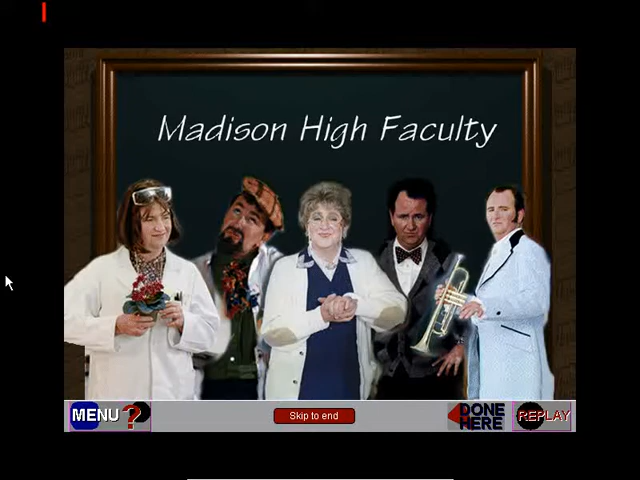 Madison High Faculty
MENU ?
Skip to end
DONE
HERE
REPLAY